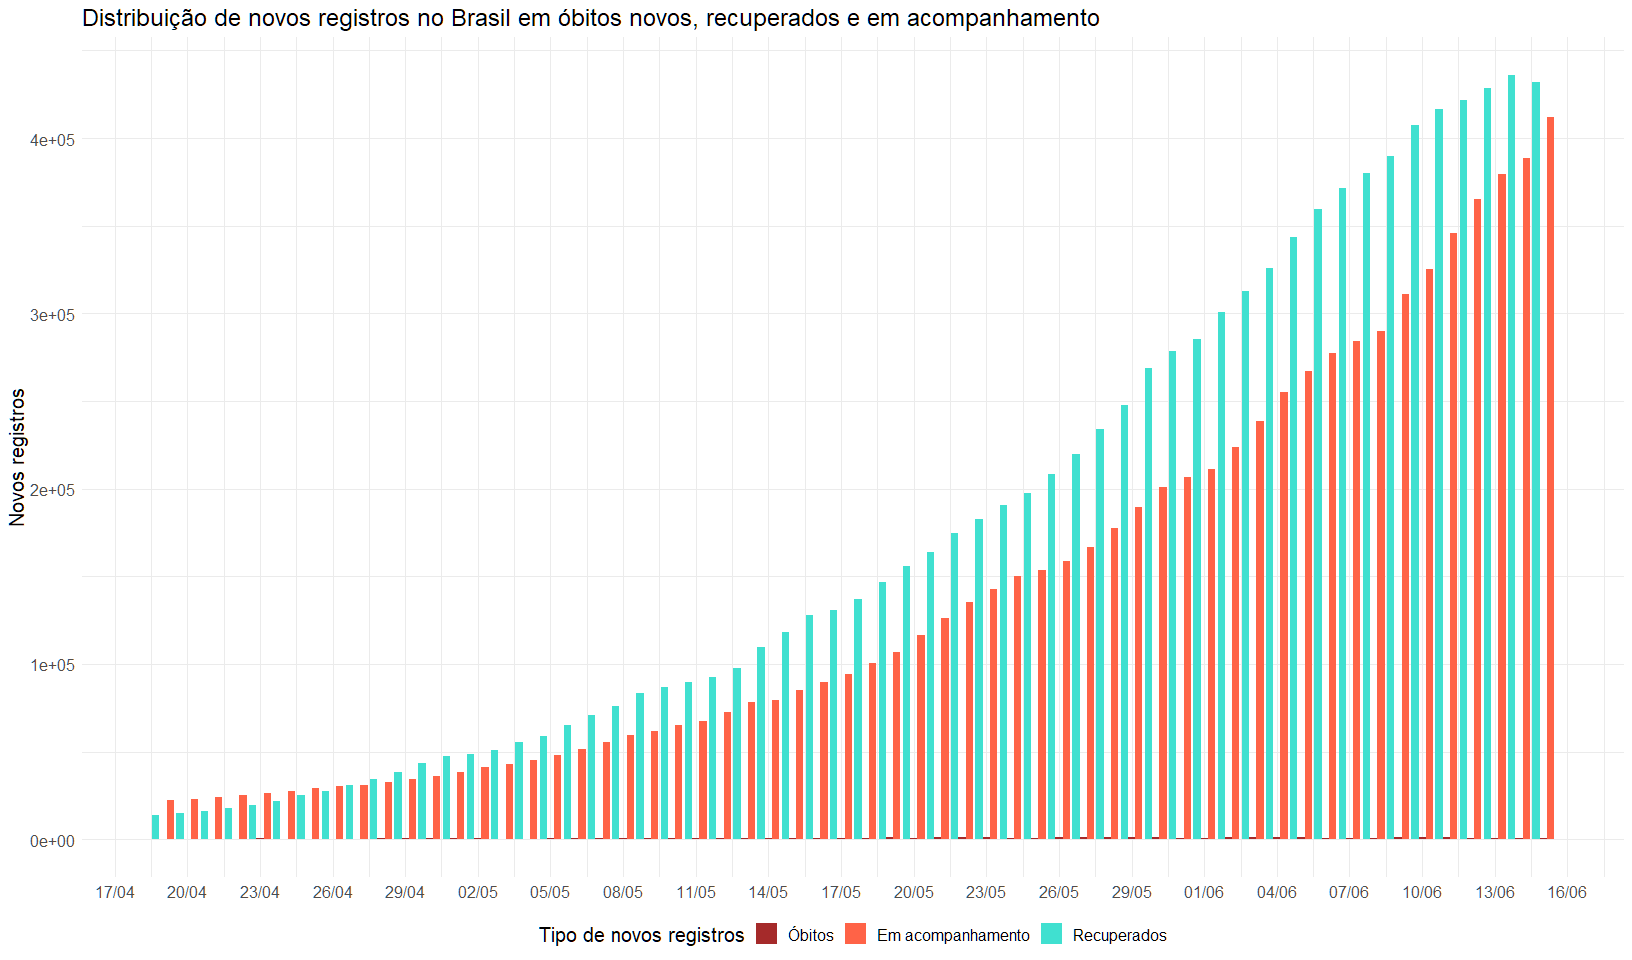 Distribuição de novos registros no Brasil em óbitos novos, recuperados e em acompanhamento
Novos registros
4e+05
3e+05
2e+05
1e+05
0e+00
17/04 20/04 23/04 26/04 29/04 02/05 05/05 08/05 11/05 14/05 17/05 20/05 23/05 26/05 29/05 01/06 04/06 07/06 10/06 13/06 16/06
Tipo de novos registros Óbitos Em acompanhamento Recuperados